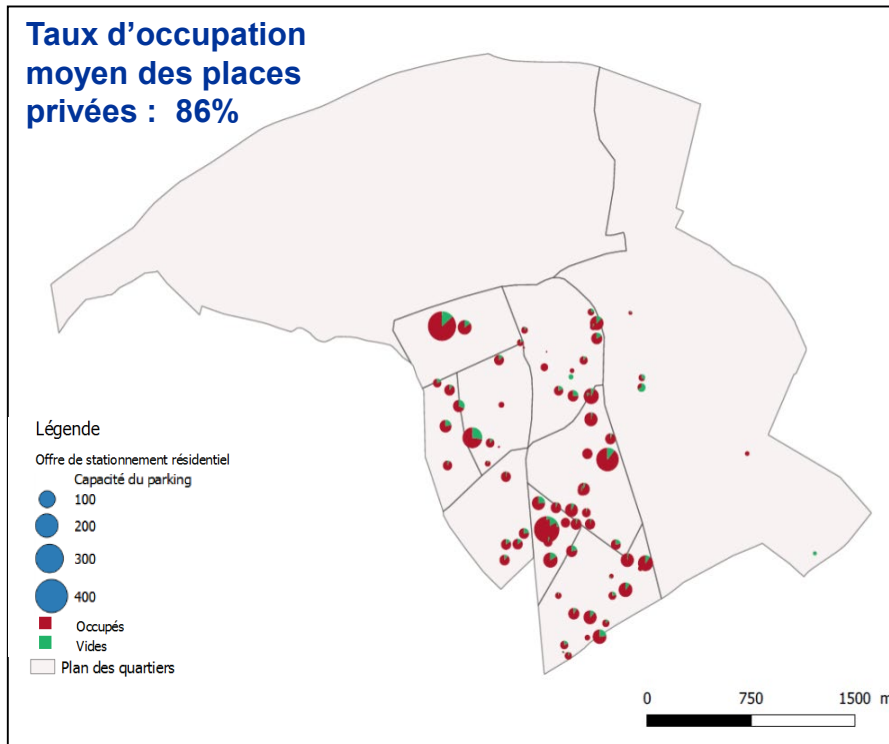 Taux d’occupation
moyen des places
privées : 86%
Légende
Offre de stationnement résidentiel
Capacité du parking
100
200
300
400
Occupés
Vides
Plan des quartiers
0 750 1500 m